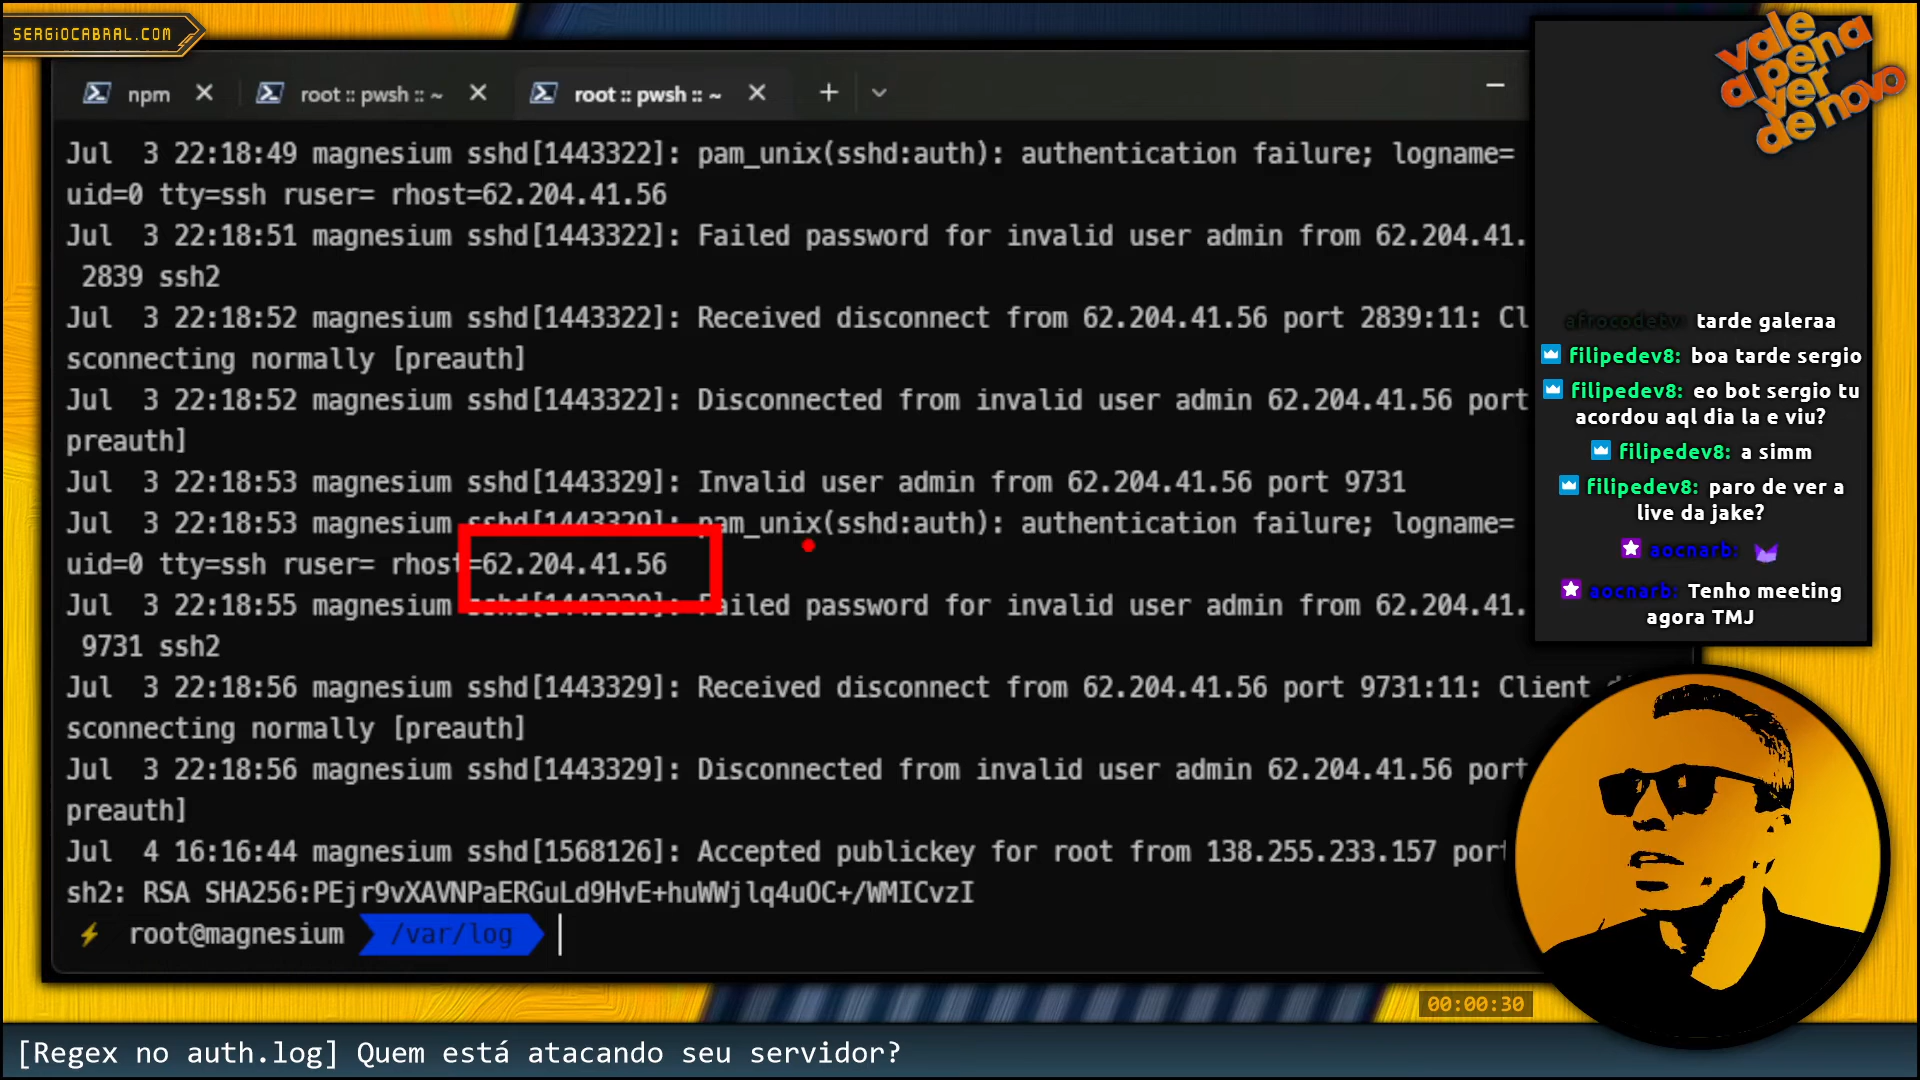 SERGIOCABRAL.COM
npm
root :: pwsh :: ~
root :: pwsh :: ~
Jul  3 22:18:49 magnesium sshd[1443322]: pam_unix(sshd:auth): authentication failure; logname=
uid=0 tty=ssh ruser= rhost=62.204.41.56
Jul  3 22:18:51 magnesium sshd[1443322]: Failed password for invalid user admin from 62.204.41.
2839 ssh2
Jul  3 22:18:52 magnesium sshd[1443322]: Received disconnect from 62.204.41.56 port 2839:11: Cl
sconnecting normally [preauth]
Jul  3 22:18:52 magnesium sshd[1443322]: Disconnected from invalid user admin 62.204.41.56 port
preauth]
Jul  3 22:18:53 magnesium sshd[1443329]: Invalid user admin from 62.204.41.56 port 9731
Jul  3 22:18:53 magnesium sshd[1443329]: pam_unix(sshd:auth): authentication failure; logname=
uid=0 tty=ssh ruser= rhost=62.204.41.56
Jul  3 22:18:55 magnesium sshd[1443329]: Failed password for invalid user admin from 62.204.41.
9731 ssh2
Jul  3 22:18:56 magnesium sshd[1443329]: Received disconnect from 62.204.41.56 port 9731:11: Client
sconnecting normally [preauth]
Jul  3 22:18:56 magnesium sshd[1443329]: Disconnected from invalid user admin 62.204.41.56 port
preauth]
Jul  4 16:16:44 magnesium sshd[1568126]: Accepted publickey for root from 138.255.233.157 port
sh2: RSA SHA256:PEjr9vXAVNPaERGuLd9HvE+huWWjlq4uOC+/WMICvzI
root@magnesium /var/log
vale
a pena
ver
de novo
afrocodetv: tarde galeraa
filipedev8: boa tarde sergio
filipedev8: eo bot sergio tu
acordou aql dia la e viu?
filipedev8: a simm
filipedev8: paro de ver a
live da jake?
aocnarb:
aocnarb: Tenho meeting
agora TMJ
00:00:30
[Regex no auth.log] Quem está atacando seu servidor?